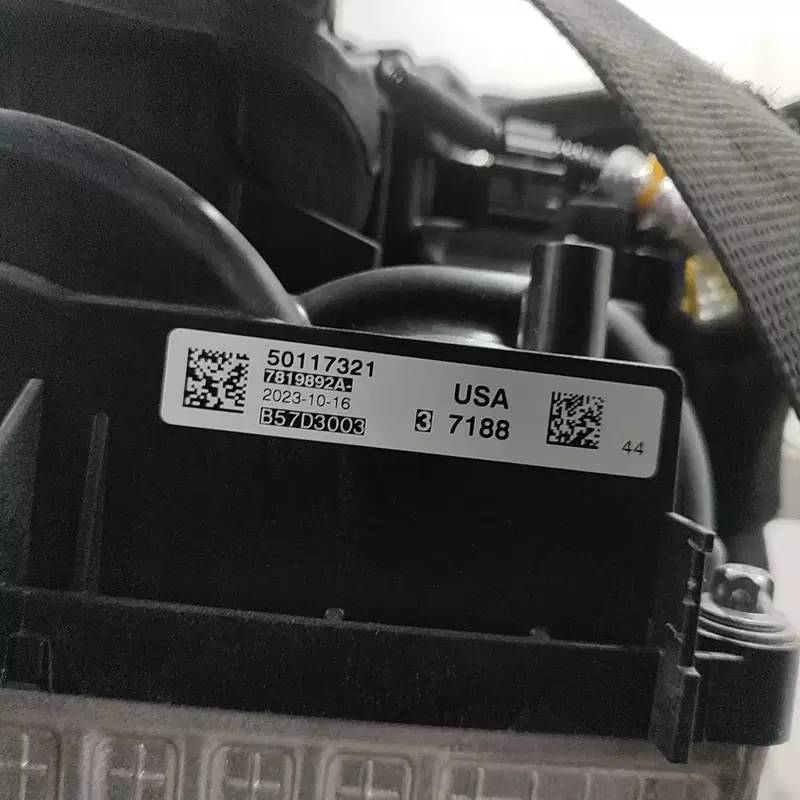 50117321
7819892A-
2023-10-16
B57D3003
USA
3 7188
44